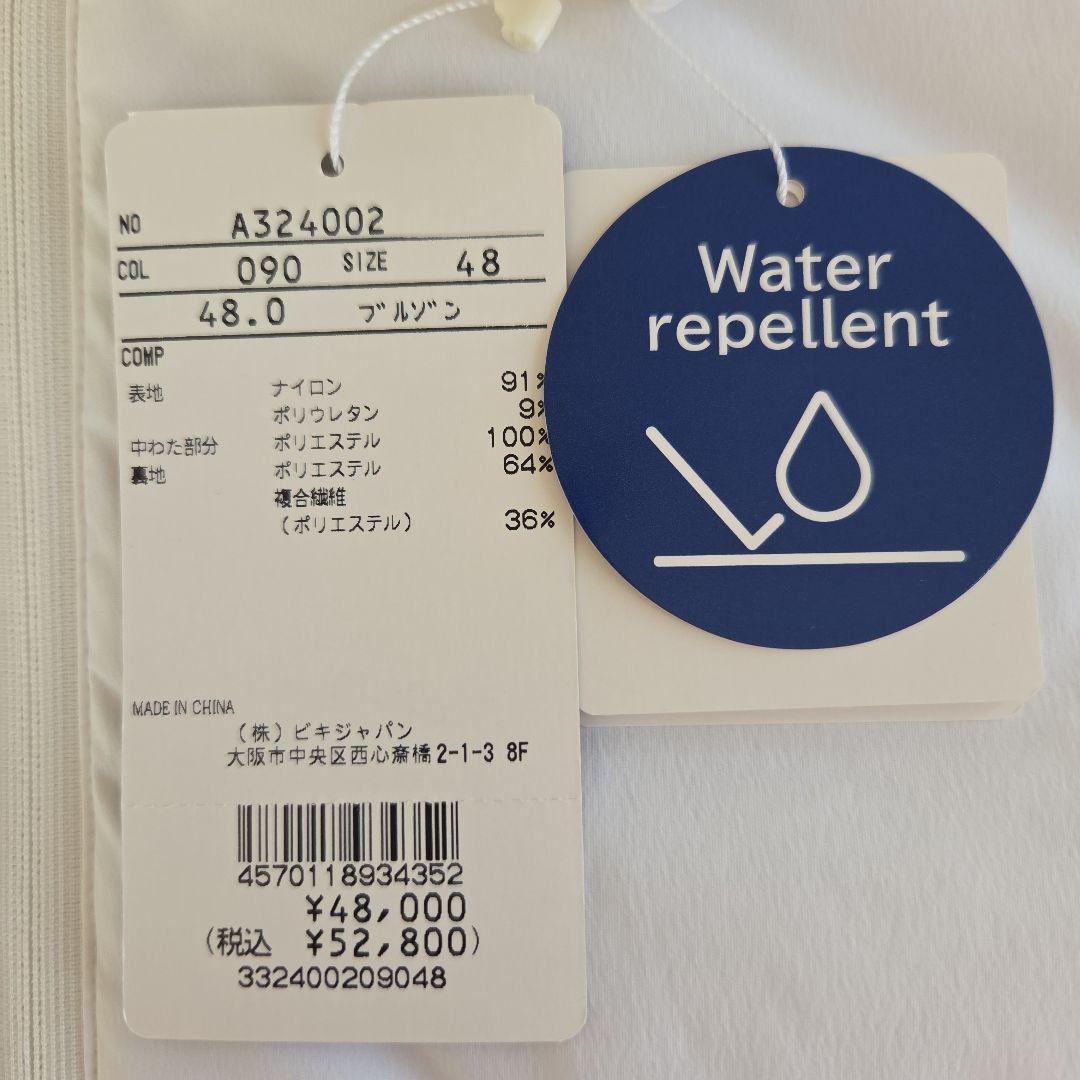 NO A324002
COL 090 SIZE 48
48.0 ブルゾン
COMP
表地 ナイロン 91%
ポリウレタン 9%
中わた部分 ポリエステル 100%
裏地 ポリエステル 64%
複合繊維
(ポリエステル) 36%
MADE IN CHINA
(株)ビキジャパン
大阪市中央区西心斎橋2-1-3 8F
4570118934352
¥48,000
(税込 ¥52,800)
332400209048
Water
repellent